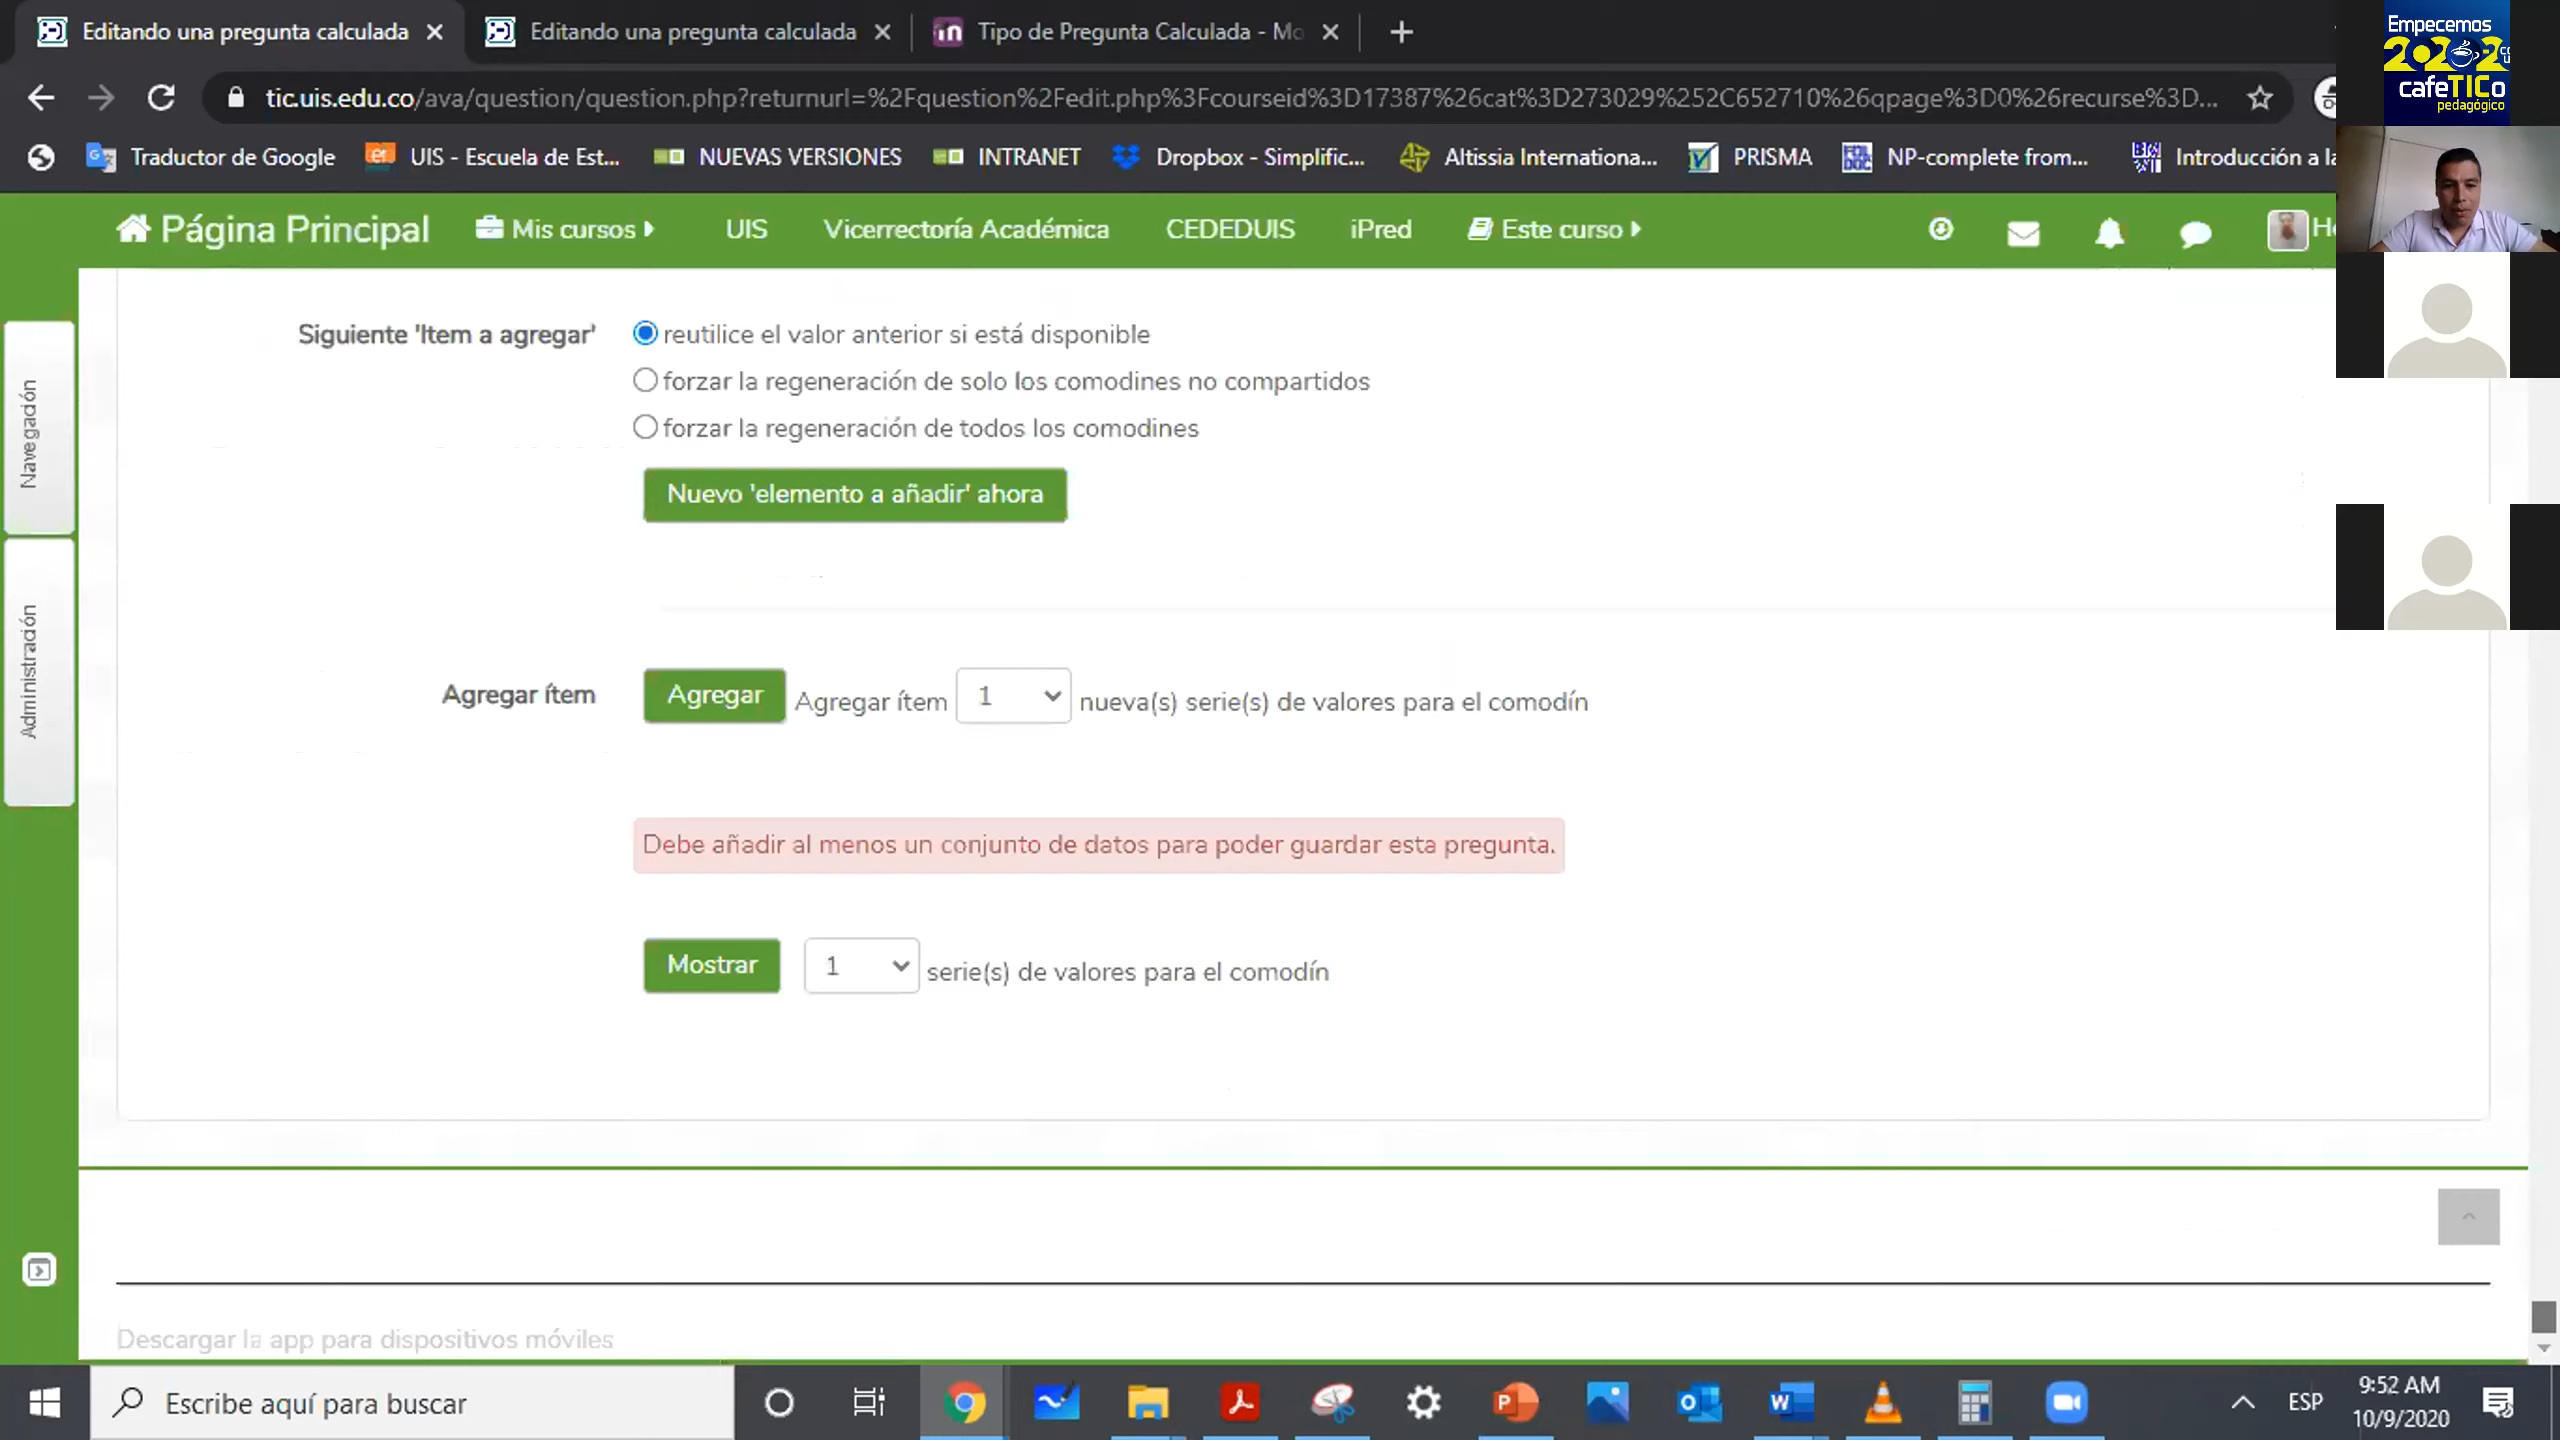 Editando una pregunta calculada
Editando una pregunta calculada
Tipo de Pregunta Calculada - Mo
Empecemos
2020-2
cafeTICo
pedagógico
tic.uis.edu.co/ava/question/question.php?returnurl=%2Fquestion%2Fedit.php%3Fcourseid%3D17387%26cat%3D273029%252C652710%26qpage%3D0%26recurse%3D...
Traductor de Google
UIS - Escuela de Est...
NUEVAS VERSIONES
INTRANET
Dropbox - Simplific...
Altissia Internationa...
PRISMA
NP-complete from...
Introducción a la
Página Principal
Mis cursos
UIS
Vicerrectoría Académica
CEDEDUIS
iPred
Este curso
Navegación
Administración
Siguiente 'Item a agregar'
reutilice el valor anterior si está disponible
forzar la regeneración de solo los comodines no compartidos
forzar la regeneración de todos los comodines
Nuevo 'elemento a añadir' ahora
Agregar ítem
Agregar
Agregar ítem 1 nueva(s) serie(s) de valores para el comodín
Debe añadir al menos un conjunto de datos para poder guardar esta pregunta.
Mostrar 1 serie(s) de valores para el comodín
Descargar la app para dispositivos móviles
Escribe aquí para buscar
ESP
9:52 AM
10/9/2020